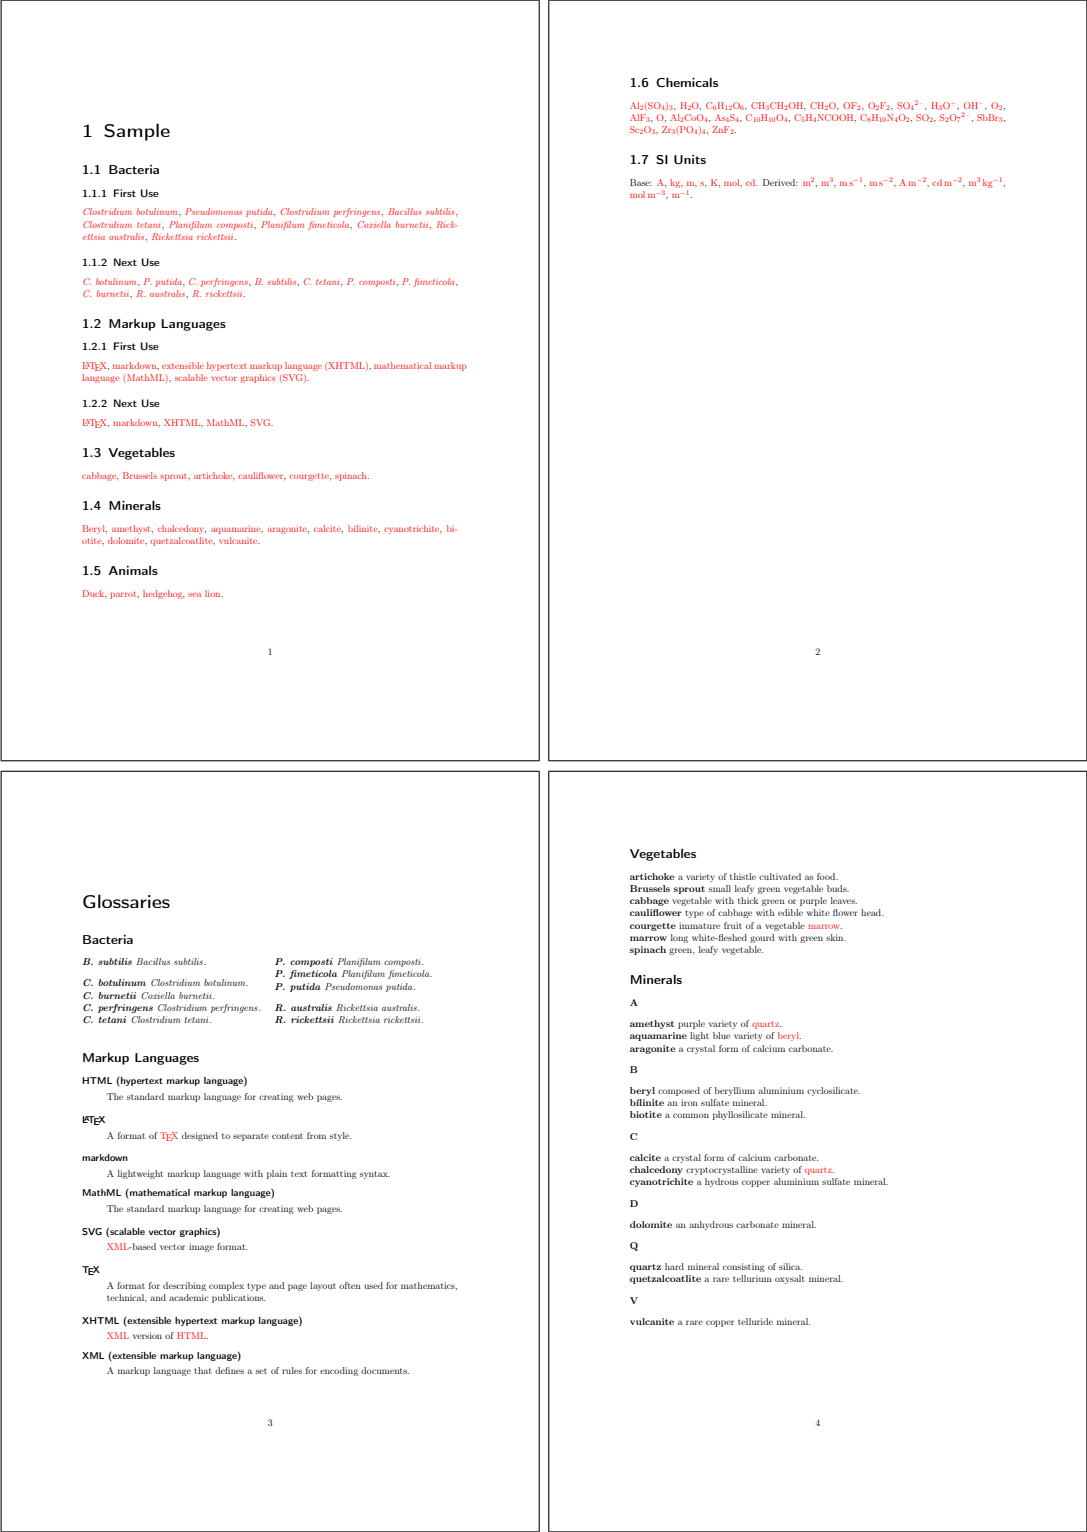 1 Sample
1.1 Bacteria
1.1.1 First Use
Clostridium botulinum, Pseudomonas putida, Clostridium perfringens, Bacillus subtilis,
Clostridium tetani, Planifilum composti, Planifilum fimeticola, Coxiella burnetii, Rick-
ettsia australis, Rickettsia rickettsii.
1.1.2 Next Use
C. botulinum, P. putida, C. perfringens, B. subtilis, C. tetani, P. composti, P. fimeticola,
C. burnetii, R. australis, R. rickettsii.
1.2 Markup Languages
1.2.1 First Use
LATEX, markdown, extensible hypertext markup language (XHTML), mathematical markup
language (MathML), scalable vector graphics (SVG).
1.2.2 Next Use
LATEX, markdown, XHTML, MathML, SVG.
1.3 Vegetables
cabbage, Brussels sprout, artichoke, cauliflower, courgette, spinach.
1.4 Minerals
Beryl, amethyst, chalcedony, aquamarine, aragonite, calcite, bílinite, cyanotrichite, bi-
otite, dolomite, quetzalcoatlite, vulcanite.
1.5 Animals
Duck, parrot, hedgehog, sea lion.
1
1.6 Chemicals
Al₂(SO₄)₃, H₂O, C₆H₁₂O₆, CH₃CH₂OH, CH₂O, OF₂, O₂F₂, SO₄²⁻, H₃O⁺, OH⁻, O₂,
AlF₃, O, Al₂CoO₄, As₄S₄, C₁₀H₁₀O₄, C₅H₄NCOOH, C₈H₁₀N₄O₂, SO₂, S₂O₇²⁻, SbBr₃,
Sc₂O₃, Zr₃(PO₄)₄, ZnF₂.
1.7 SI Units
Base: A, kg, m, s, K, mol, cd. Derived: m², m³, m s⁻¹, m s⁻², A m⁻², cd m⁻², m³ kg⁻¹,
mol m⁻³, m⁻¹.
2
Glossaries
Bacteria
B. subtilis Bacillus subtilis.
C. botulinum Clostridium botulinum.
C. burnetii Coxiella burnetii.
C. perfringens Clostridium perfringens.
C. tetani Clostridium tetani.
P. composti Planifilum composti.
P. fimeticola Planifilum fimeticola.
P. putida Pseudomonas putida.
R. australis Rickettsia australis.
R. rickettsii Rickettsia rickettsii.
Markup Languages
HTML (hypertext markup language)
The standard markup language for creating web pages.
LATEX
A format of TEX designed to separate content from style.
markdown
A lightweight markup language with plain text formatting syntax.
MathML (mathematical markup language)
The standard markup language for creating web pages.
SVG (scalable vector graphics)
XML-based vector image format.
TEX
A format for describing complex type and page layout often used for mathematics,
technical, and academic publications.
XHTML (extensible hypertext markup language)
XML version of HTML.
XML (extensible markup language)
A markup language that defines a set of rules for encoding documents.
3
Vegetables
artichoke a variety of thistle cultivated as food.
Brussels sprout small leafy green vegetable buds.
cabbage vegetable with thick green or purple leaves.
cauliflower type of cabbage with edible white flower head.
courgette immature fruit of a vegetable marrow.
marrow long white-fleshed gourd with green skin.
spinach green, leafy vegetable.
Minerals
A
amethyst purple variety of quartz.
aquamarine light blue variety of beryl.
aragonite a crystal form of calcium carbonate.
B
beryl composed of beryllium aluminium cyclosilicate.
bílinite an iron sulfate mineral.
biotite a common phyllosilicate mineral.
C
calcite a crystal form of calcium carbonate.
chalcedony cryptocrystalline variety of quartz.
cyanotrichite a hydrous copper aluminium sulfate mineral.
D
dolomite an anhydrous carbonate mineral.
Q
quartz hard mineral consisting of silica.
quetzalcoatlite a rare tellurium oxysalt mineral.
V
vulcanite a rare copper telluride mineral.
4